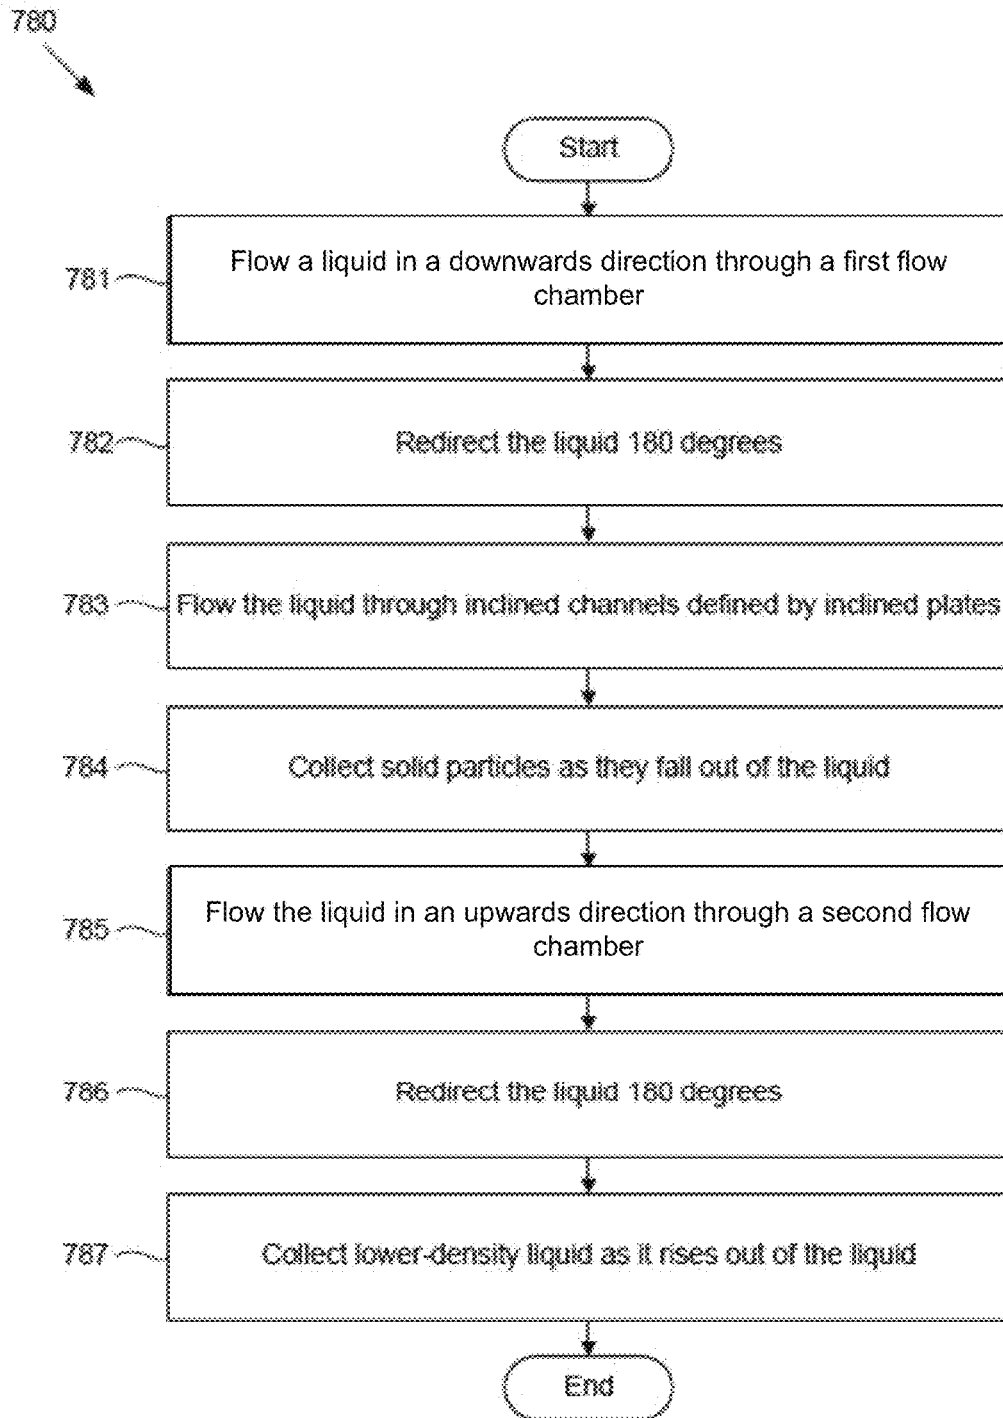 780
Start
781
Flow a liquid in a downwards direction through a first flow
chamber
782
Redirect the liquid 180 degrees
783
Flow the liquid through inclined channels defined by inclined plates
784
Collect solid particles as they fall out of the liquid
785
Flow the liquid in an upwards direction through a second flow
chamber
786
Redirect the liquid 180 degrees
787
Collect lower-density liquid as it rises out of the liquid
End